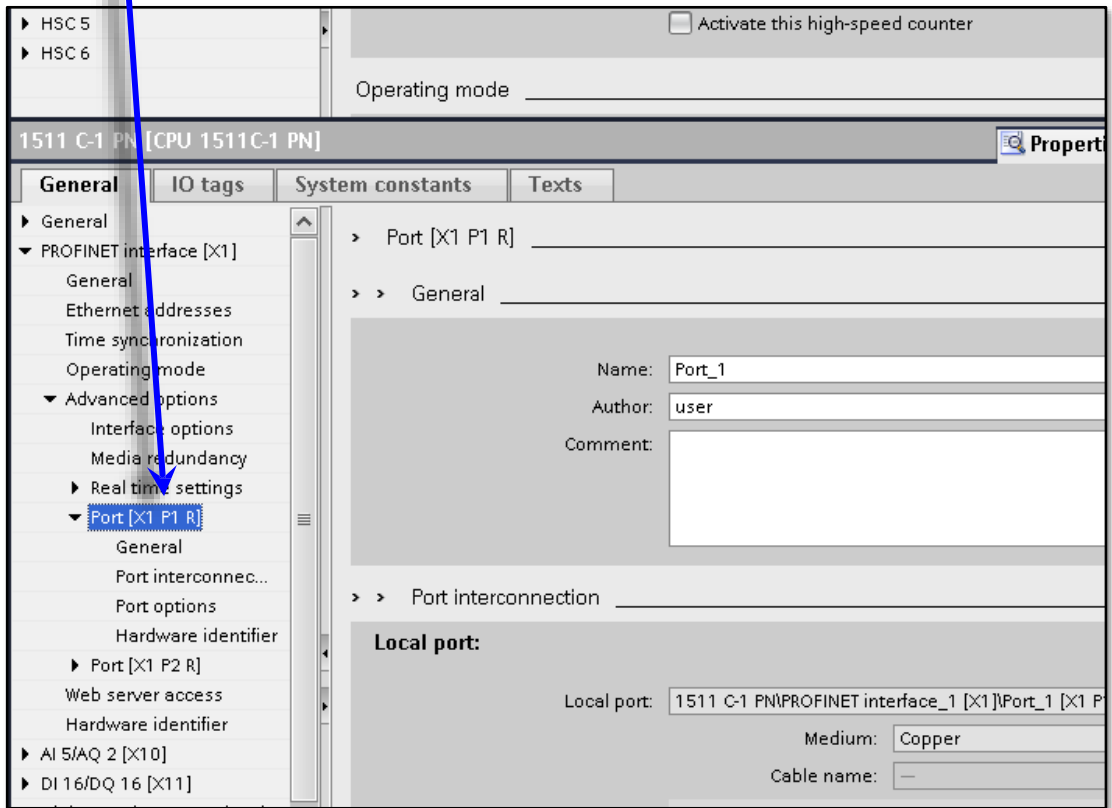 HSC 5
HSC 6
Activate this high-speed counter
Operating mode
1511 C-1 PN [CPU 1511C-1 PN]
Properti
General
IO tags
System constants
Texts
General
PROFINET interface [X1]
General
Ethernet addresses
Time synchronization
Operating mode
Advanced options
Interface options
Media redundancy
Real time settings
Port [X1 P1 R]
General
Port interconnec...
Port options
Hardware identifier
Port [X1 P2 R]
Web server access
Hardware identifier
AI 5/AQ 2 [X10]
DI 16/DQ 16 [X11]
Port [X1 P1 R]
General
Name: Port_1
Author: user
Comment:
Port interconnection
Local port:
Local port: 1511 C-1 PN\PROFINET interface_1 [X1]\Port_1 [X1 P
Medium: Copper
Cable name: —